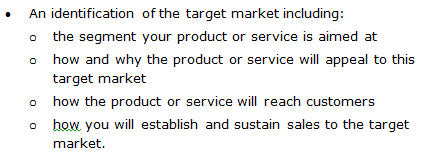 • An identification of the target market including:
o the segment your product or service is aimed at
o how and why the product or service will appeal to this
target market
o how the product or service will reach customers
o how you will establish and sustain sales to the target
market.